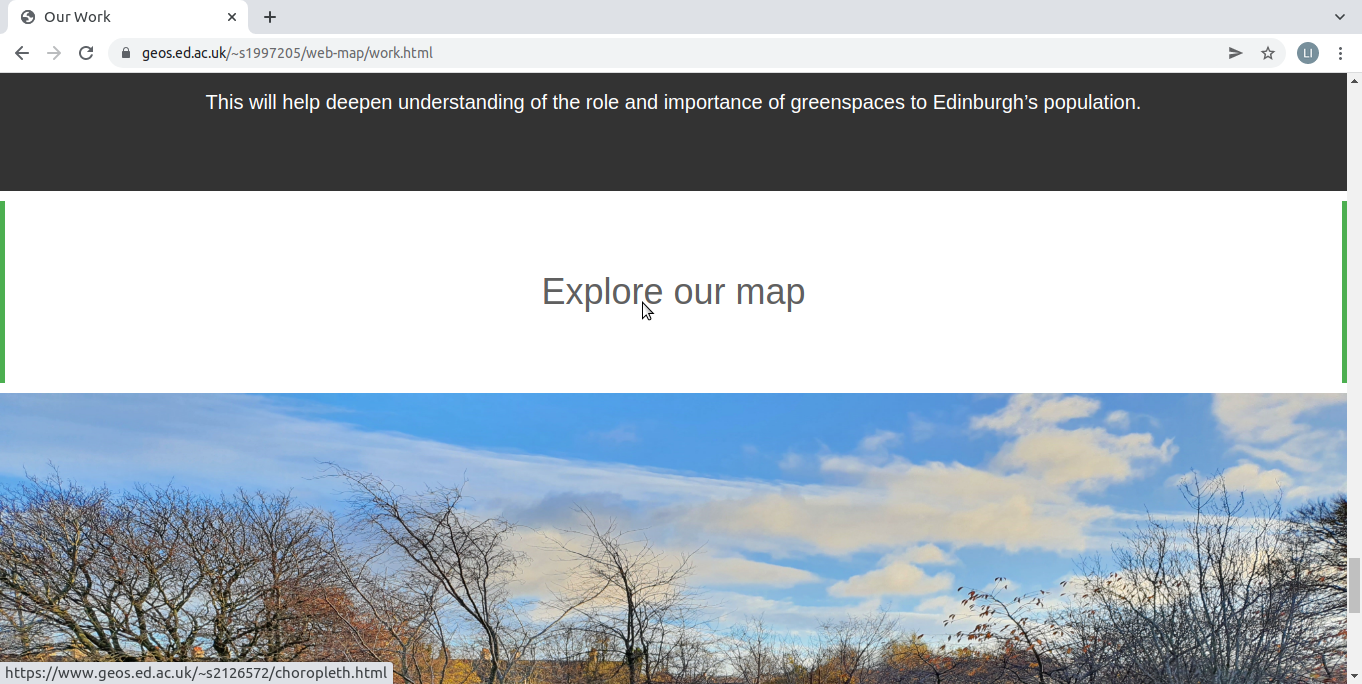 Our Work
geos.ed.ac.uk/~s1997205/web-map/work.html
LI
This will help deepen understanding of the role and importance of greenspaces to Edinburgh’s population.
Explore our map
https://www.geos.ed.ac.uk/~s2126572/choropleth.html